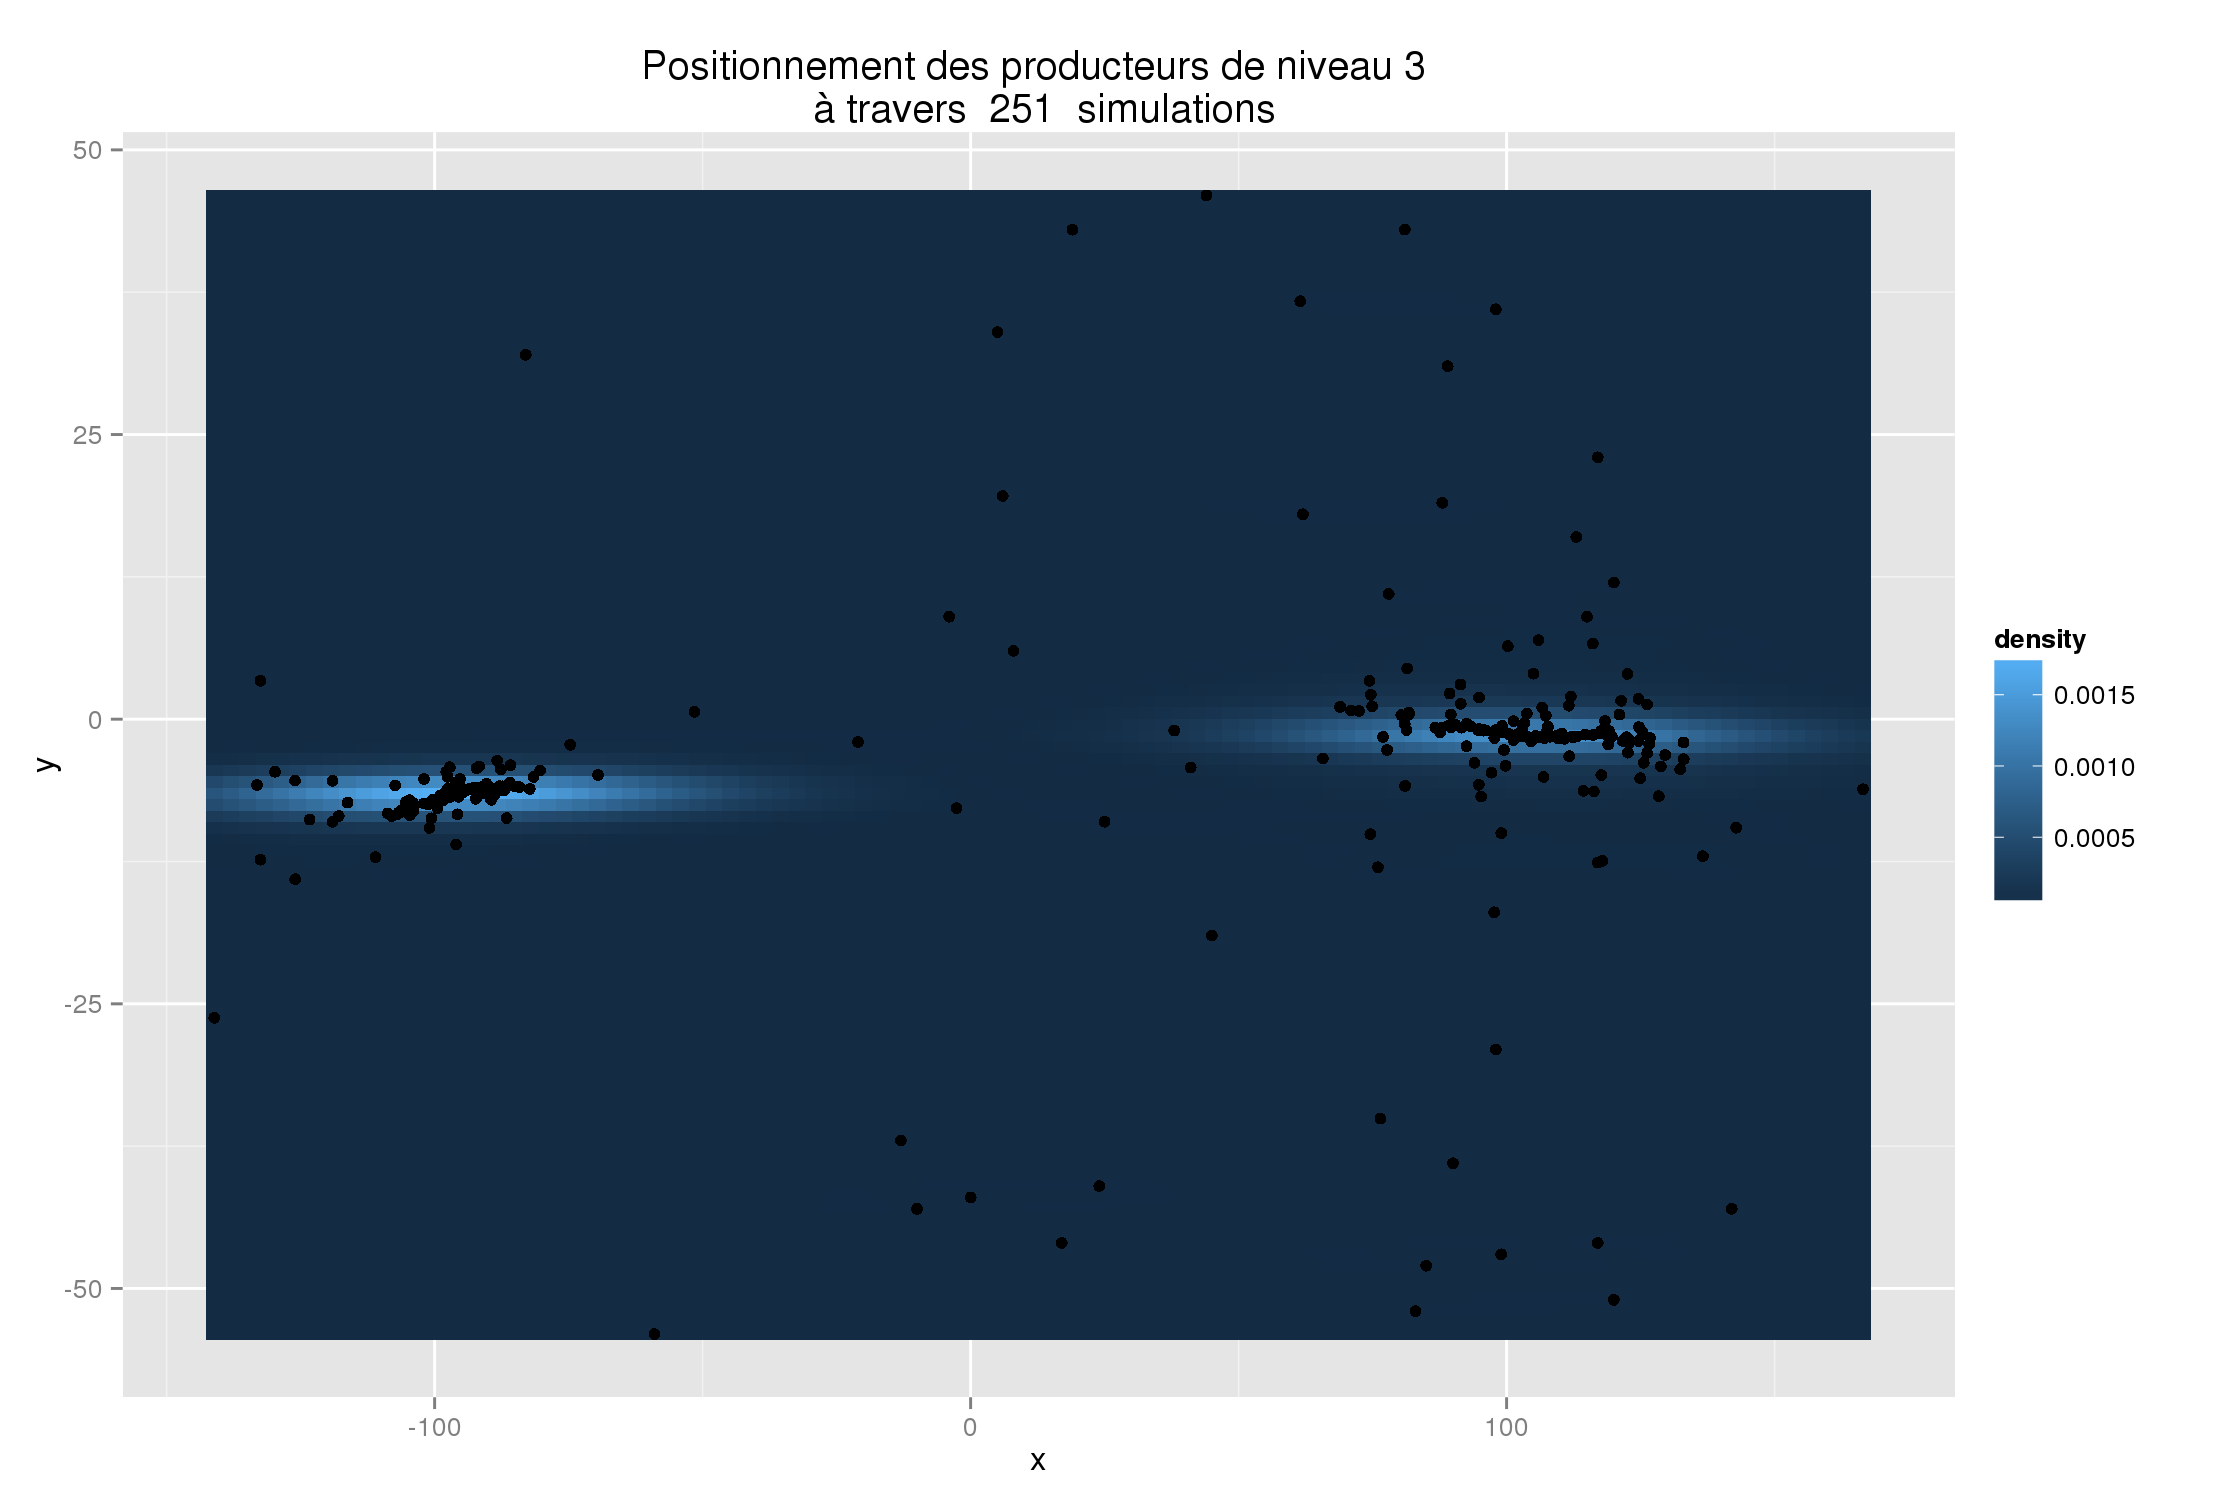 Positionnement des producteurs de niveau 3
à travers  251  simulations
50
25
0
-25
-50
y
-100
0
100
x
density
0.0015
0.0010
0.0005